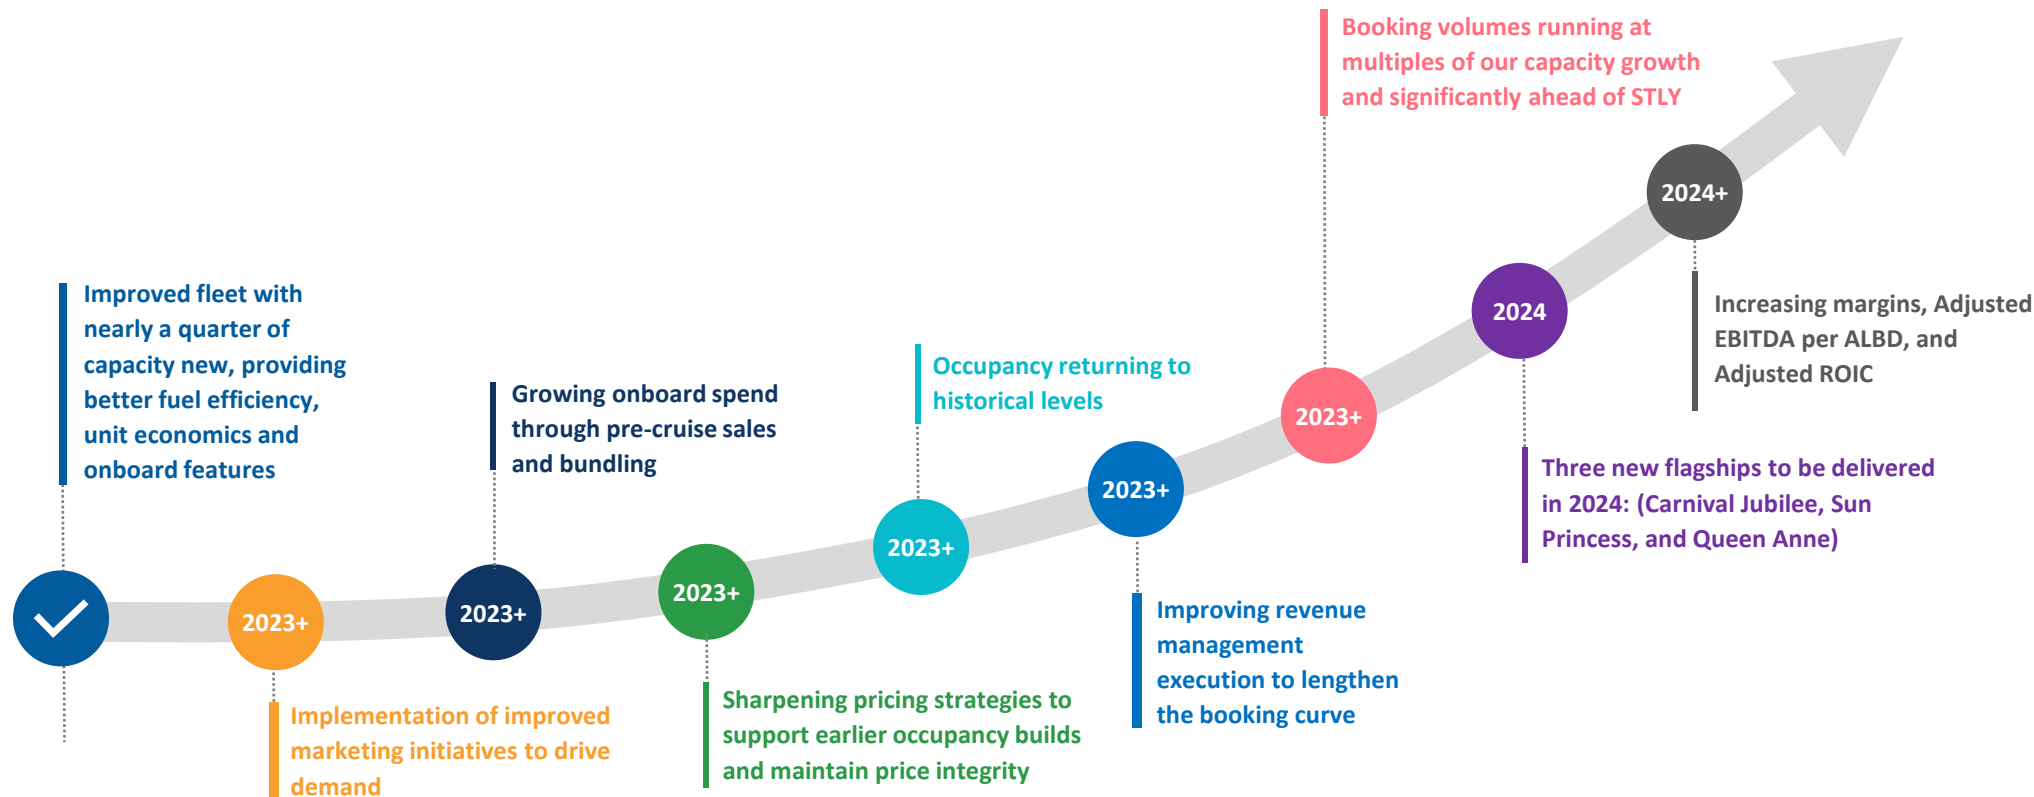 Improved fleet with
nearly a quarter of
capacity new, providing
better fuel efficiency,
unit economics and
onboard features
2023+
Implementation of improved
marketing initiatives to drive
demand
Growing onboard spend
through pre-cruise sales
and bundling
2023+
2023+
Sharpening pricing strategies to
support earlier occupancy builds
and maintain price integrity
Occupancy returning to
historical levels
2023+
2023+
Improving revenue
management
execution to lengthen
the booking curve
Booking volumes running at
multiples of our capacity growth
and significantly ahead of STLY
2023+
2024
Three new flagships to be delivered
in 2024: (Carnival Jubilee, Sun
Princess, and Queen Anne)
2024+
Increasing margins, Adjusted
EBITDA per ALBD, and
Adjusted ROIC